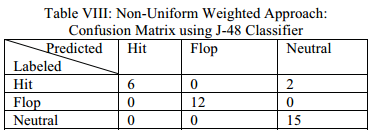 Table VIII: Non-Uniform Weighted Approach:
Confusion Matrix using J-48 Classifier
Predicted Hit Flop Neutral
Labeled
Hit 6 0 2
Flop 0 12 0
Neutral 0 0 15